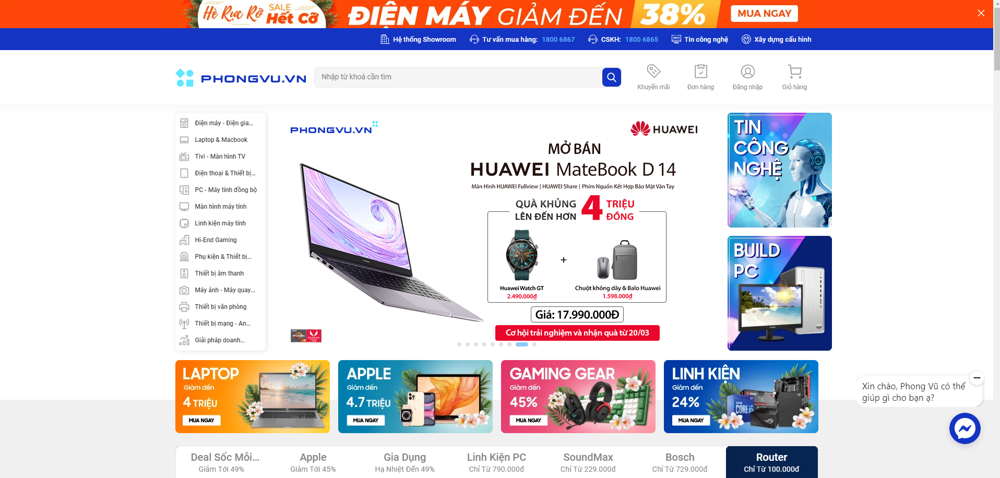 Hè Rực Rỡ SALE Hết Cỡ ĐIỆN MÁY GIẢM ĐẾN 38% MUA NGAY
Hệ thống Showroom Tư vấn mua hàng: 1800 6867 CSKH: 1800 6865 Tin công nghệ Xây dựng cấu hình
PHONGVU.VN
Nhập từ khoá cần tìm
Khuyến mãi Đơn hàng Đăng nhập Giỏ hàng
Điện máy - Điện gia...
Laptop & Macbook
Tivi - Màn hình TV
Điện thoại & Thiết bị...
PC - Máy tính đồng bộ
Màn hình máy tính
Linh kiện máy tính
Hi-End Gaming
Phụ kiện & Thiết bị...
Thiết bị âm thanh
Máy ảnh - Máy quay...
Thiết bị văn phòng
Thiết bị mạng - An...
Giải pháp doanh...
PHONGVU.VN
HUAWEI
MỞ BÁN
HUAWEI MateBook D 14
Màn Hình HUAWEI Fullview | HUAWEI Share | Phím Nguồn Kết Hợp Bảo Mật Vân Tay
QUÀ KHỦNG
LÊN ĐẾN HƠN
4 TRIỆU
ĐỒNG
+
Huawei Watch GT
2.490.000đ
Chuột không dây & Balo Huawei
1.598.000đ
Giá: 17.990.000Đ
Cơ hội trải nghiệm và nhận quà từ 20/03
RYZEN 7
RADEON
TIN
CÔNG
NGHỆ
BUILD
PC
LAPTOP
Giảm đến
4 TRIỆU
MUA NGAY
APPLE
Giảm đến
4.7 TRIỆU
MUA NGAY
GAMING GEAR
Giảm đến
45%
MUA NGAY
LINH KIỆN
Giảm đến
24%
MUA NGAY
msi
CORE i5
Xin chào, Phong Vũ có thể
giúp gì cho bạn ạ?
Deal Sốc Mỗi...
Giảm Tới 49%
Apple
Giảm Tới 45%
Gia Dụng
Hạ Nhiệt Đến 49%
Linh Kiện PC
Chỉ Từ 790.000đ
SoundMax
Chỉ Từ 229.000đ
Bosch
Chỉ Từ 729.000đ
Router
Chỉ Từ 100.000đ